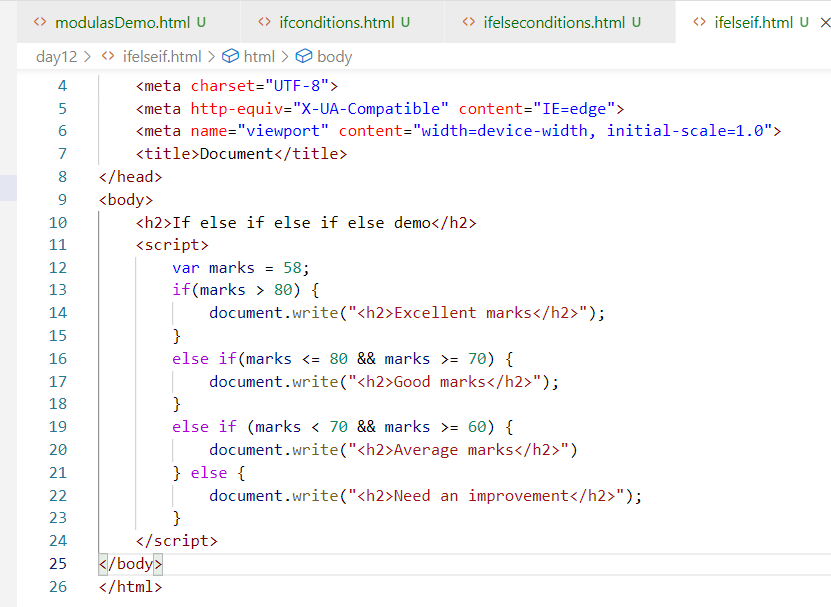 <> modulasDemo.html U <> ifconditions.html U <> ifelseconditions.html U <> ifelseif.html U ×
day12 > <> ifelseif.html > html > body
4 <meta charset="UTF-8">
5 <meta http-equiv="X-UA-Compatible" content="IE=edge">
6 <meta name="viewport" content="width=device-width, initial-scale=1.0">
7 <title>Document</title>
8 </head>
9 <body>
10 <h2>If else if else if else demo</h2>
11 <script>
12 var marks = 58;
13 if(marks > 80) {
14 document.write("<h2>Excellent marks</h2>");
15 }
16 else if(marks <= 80 && marks >= 70) {
17 document.write("<h2>Good marks</h2>");
18 }
19 else if (marks < 70 && marks >= 60) {
20 document.write("<h2>Average marks</h2>")
21 } else {
22 document.write("<h2>Need an improvement</h2>");
23 }
24 </script>
25 </body>
26 </html>